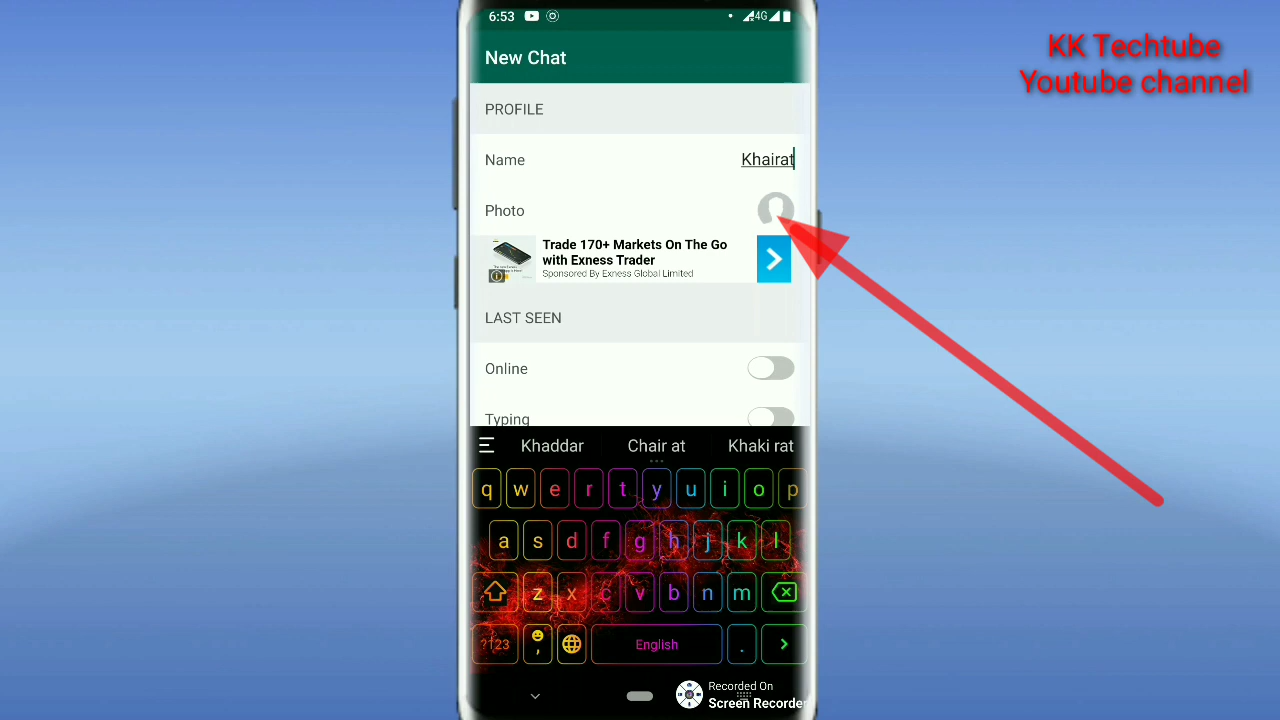 6:53
4G
KK Techtube
Youtube channel
New Chat
PROFILE
Name
Khairat
Photo
Trade 170+ Markets On The Go
with Exness Trader
Sponsored By Exness Global Limited
LAST SEEN
Online
Typing
Khaddar
Chair at
Khaki rat
q w e r t y u i o p
a s d f g h j k l
z x c v b n m
?123 , English .
Recorded On
Screen Recorder